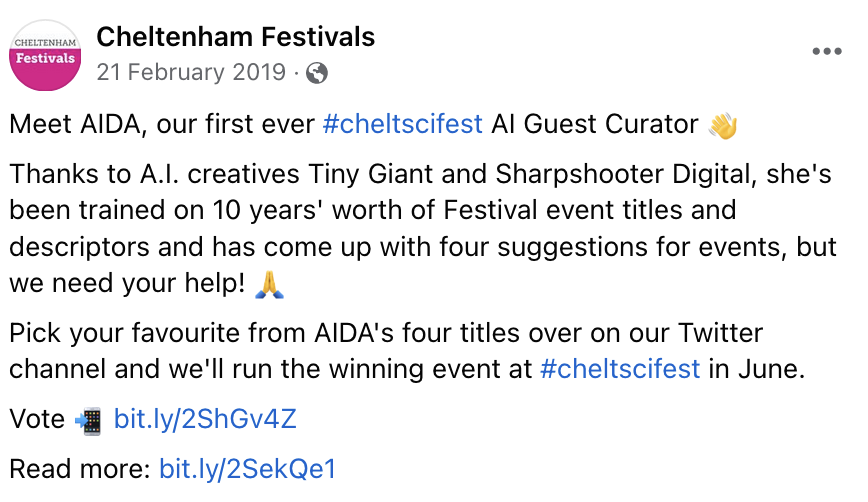 CHELTENHAM
Festivals
Cheltenham Festivals
21 February 2019 ·
Meet AIDA, our first ever #cheltscifest AI Guest Curator 👋
Thanks to A.I. creatives Tiny Giant and Sharpshooter Digital, she's
been trained on 10 years' worth of Festival event titles and
descriptors and has come up with four suggestions for events, but
we need your help! 🙏
Pick your favourite from AIDA's four titles over on our Twitter
channel and we'll run the winning event at #cheltscifest in June.
Vote 📲 bit.ly/2ShGv4Z
Read more: bit.ly/2SekQe1